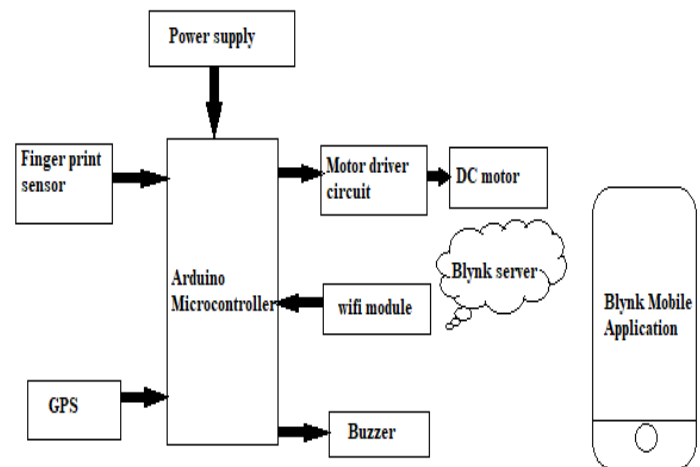 Power supply
Finger print
sensor
Motor driver
circuit
DC motor
Arduino
Microcontroller
wifi module
Blynk server
Blynk Mobile
Application
GPS
Buzzer